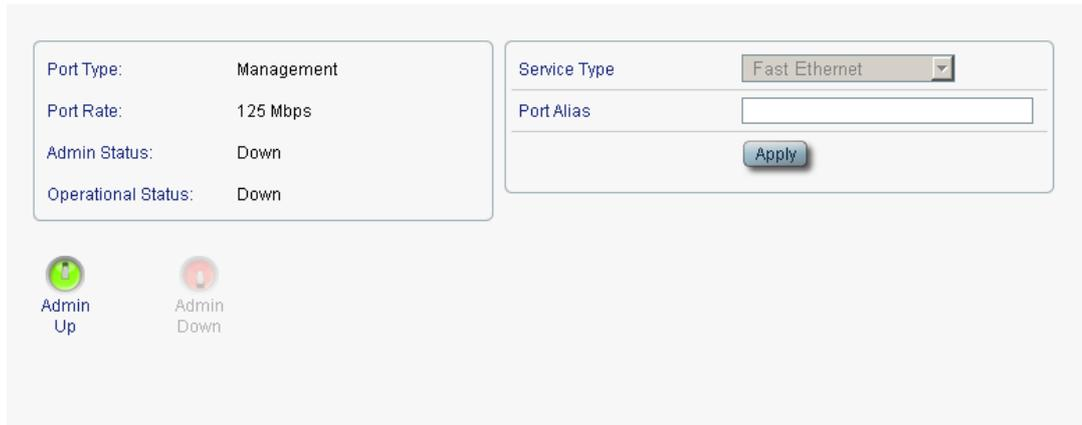 Port Type: Management
Port Rate: 125 Mbps
Admin Status: Down
Operational Status: Down
Service Type Fast Ethernet
Port Alias
Apply
Admin
Up
Admin
Down